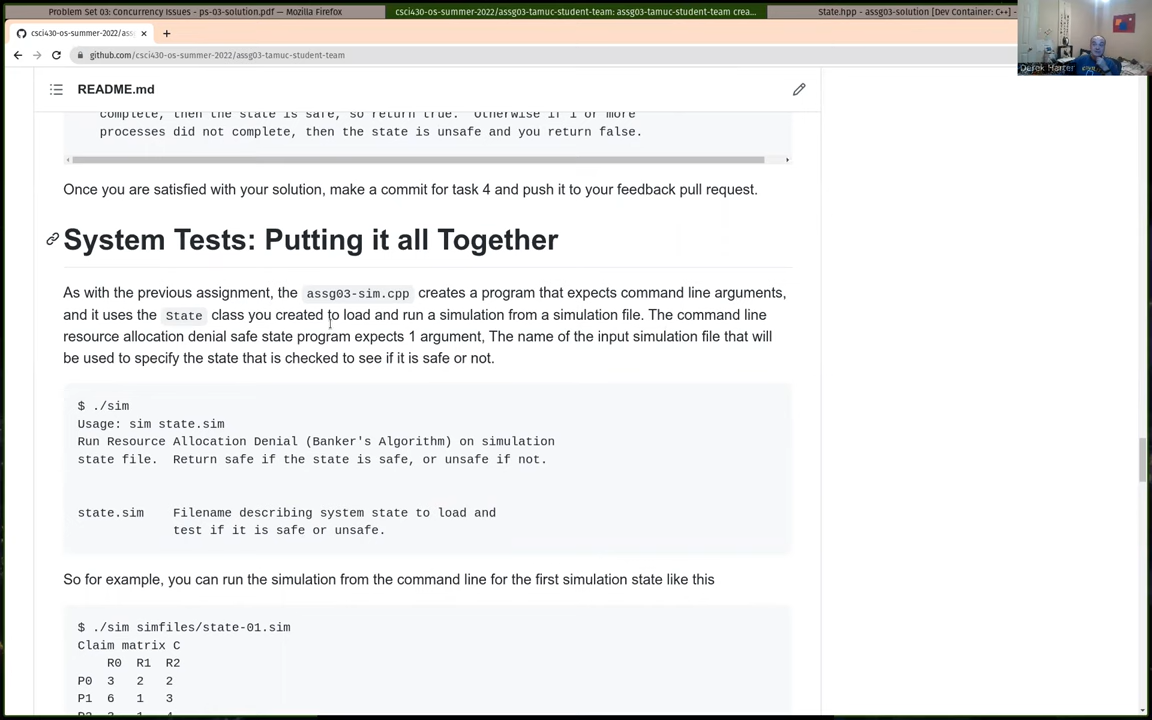 Problem Set 03: Concurrency Issues - ps-03-solution.pdf — Mozilla Firefox
csci430-os-summer-2022/assg03-tamuc-student-team: assg03-tamuc-student-team crea...
State.hpp - assg03-solution [Dev Container: C++] -
csci430-os-summer-2022/ass
github.com/csci430-os-summer-2022/assg03-tamuc-student-team
Derek Harter
README.md
complete, then the state is safe, so return true. Otherwise if 1 or more
processes did not complete, then the state is unsafe and you return false.
Once you are satisfied with your solution, make a commit for task 4 and push it to your feedback pull request.
System Tests: Putting it all Together
As with the previous assignment, the assg03-sim.cpp creates a program that expects command line arguments,
and it uses the State class you created to load and run a simulation from a simulation file. The command line
resource allocation denial safe state program expects 1 argument, The name of the input simulation file that will
be used to specify the state that is checked to see if it is safe or not.
$ ./sim
Usage: sim state.sim
Run Resource Allocation Denial (Banker's Algorithm) on simulation
state file. Return safe if the state is safe, or unsafe if not.
state.sim Filename describing system state to load and
test if it is safe or unsafe.
So for example, you can run the simulation from the command line for the first simulation state like this
$ ./sim simfiles/state-01.sim
Claim matrix C
R0 R1 R2
P0 3 2 2
P1 6 1 3